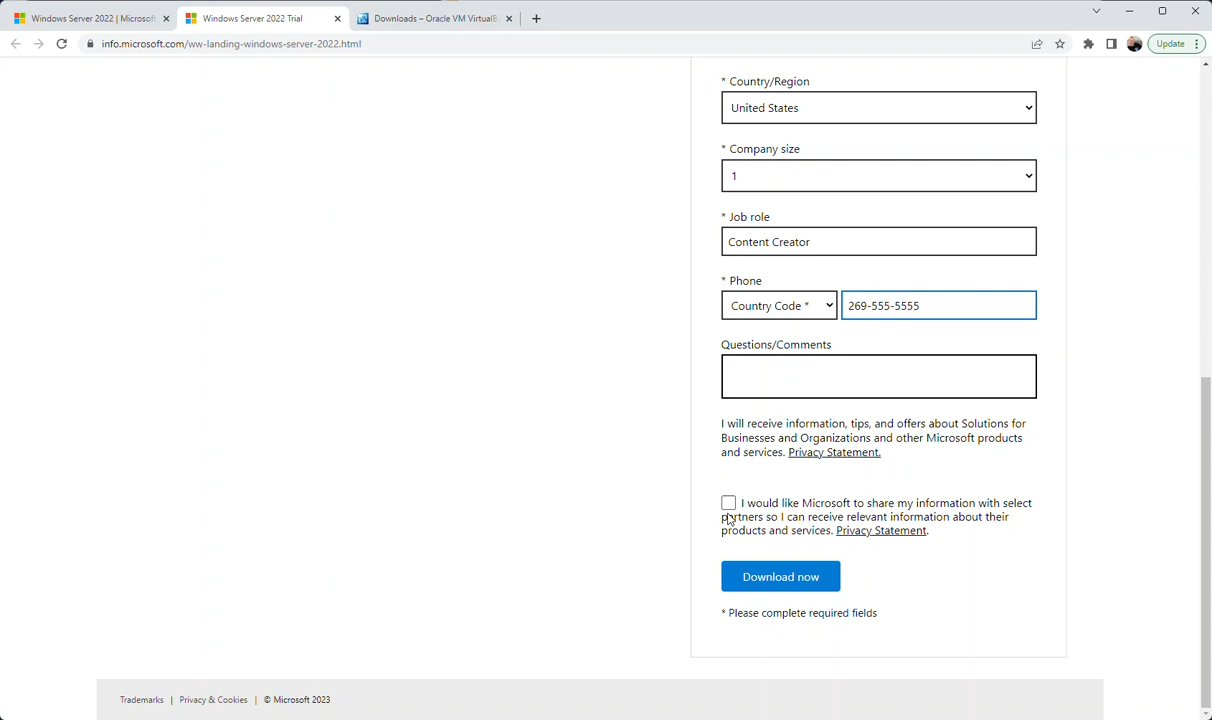 Windows Server 2022 | Microsoft
Windows Server 2022 Trial
Downloads – Oracle VM VirtualB
info.microsoft.com/ww-landing-windows-server-2022.html
Update
* Country/Region
United States
* Company size
1
* Job role
Content Creator
* Phone
Country Code *
269-555-5555
Questions/Comments
I will receive information, tips, and offers about Solutions for
Businesses and Organizations and other Microsoft products
and services. Privacy Statement.
I would like Microsoft to share my information with select
partners so I can receive relevant information about their
products and services. Privacy Statement.
Download now
* Please complete required fields
Trademarks | Privacy & Cookies | © Microsoft 2023